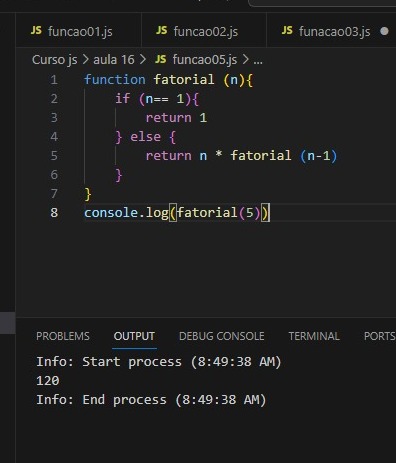 JS funcao01.js JS funcao02.js JS funacao03.js
Curso js > aula 16 > JS funcao05.js > ...
1 function fatorial (n){
2 if (n== 1){
3 return 1
4 } else {
5 return n * fatorial (n-1)
6 }
7 }
8 console.log(fatorial(5))
PROBLEMS OUTPUT DEBUG CONSOLE TERMINAL PORTS
Info: Start process (8:49:38 AM)
120
Info: End process (8:49:38 AM)